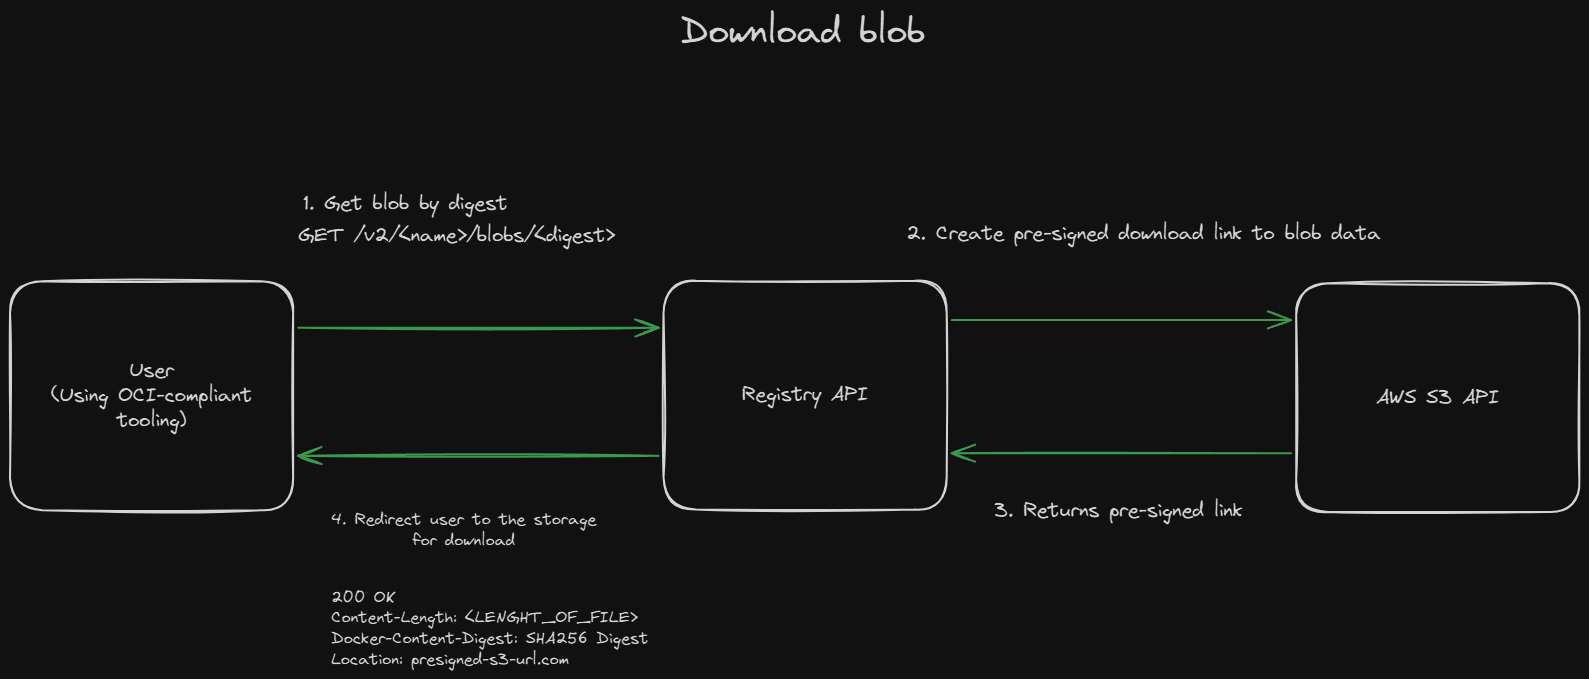 Download blob
1. Get blob by digest
GET /v2/<name>/blobs/<digest>
2. Create pre-signed download link to blob data
User
(Using OCI-compliant
tooling)
Registry API
AWS S3 API
4. Redirect user to the storage
for download
3. Returns pre-signed link
200 OK
Content-Length: <LENGHT_OF_FILE>
Docker-Content-Digest: SHA256 Digest
Location: presigned-s3-url.com